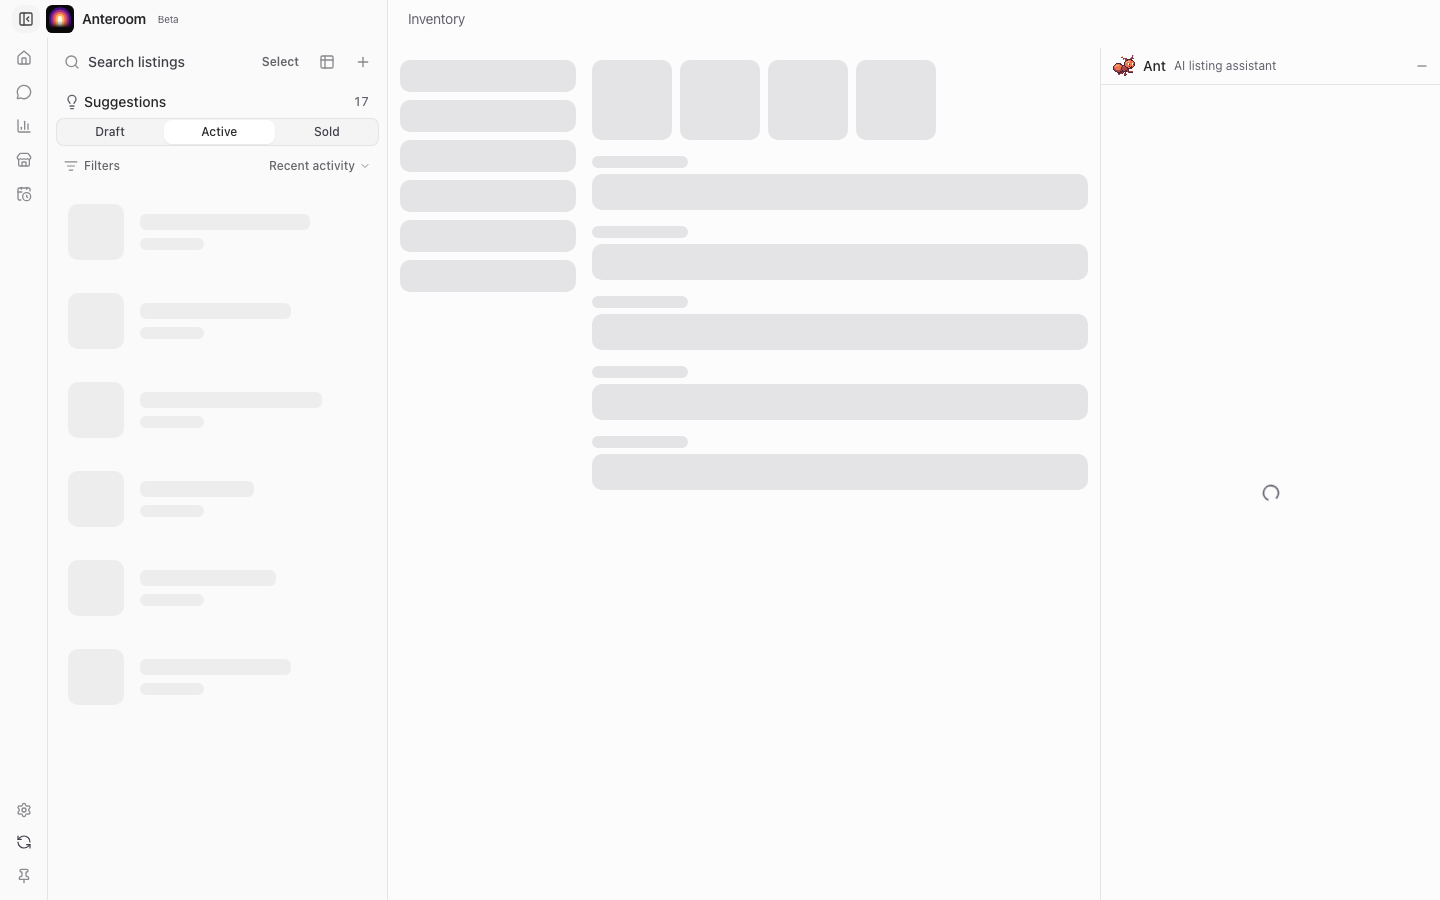 Anteroom Beta
Inventory
Search listings Select
Suggestions 17
Draft Active Sold
Filters Recent activity
Ant AI listing assistant